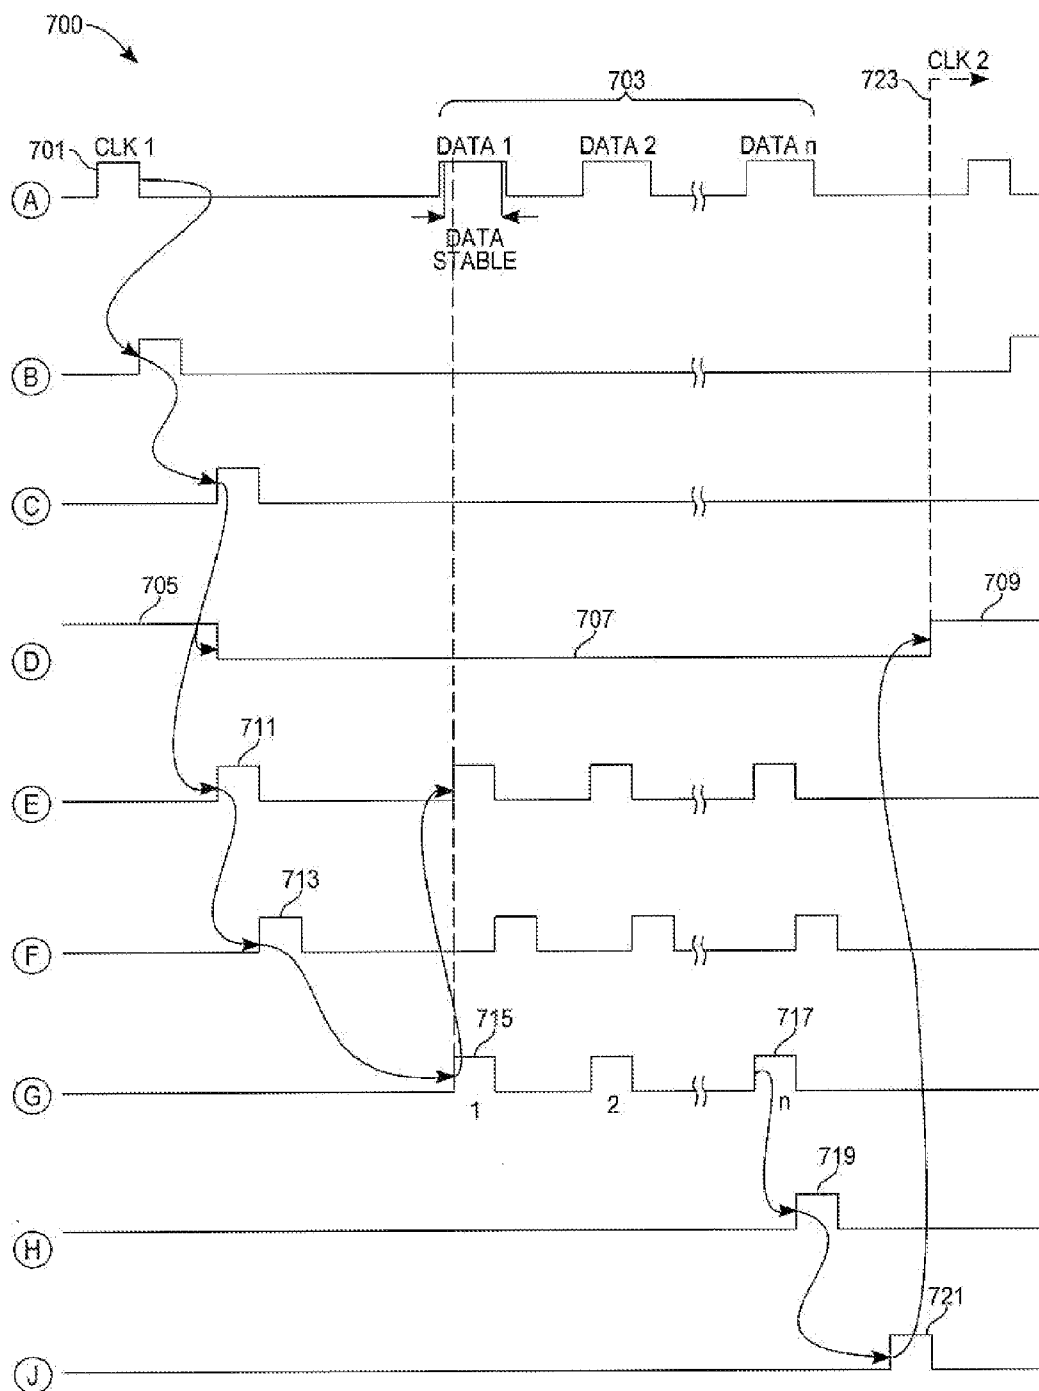 700
703
723
CLK 2
701
CLK 1
DATA 1
DATA 2
DATA n
A
DATA
STABLE
B
C
705
707
709
D
711
E
713
F
715
717
G
1
2
n
719
H
721
J